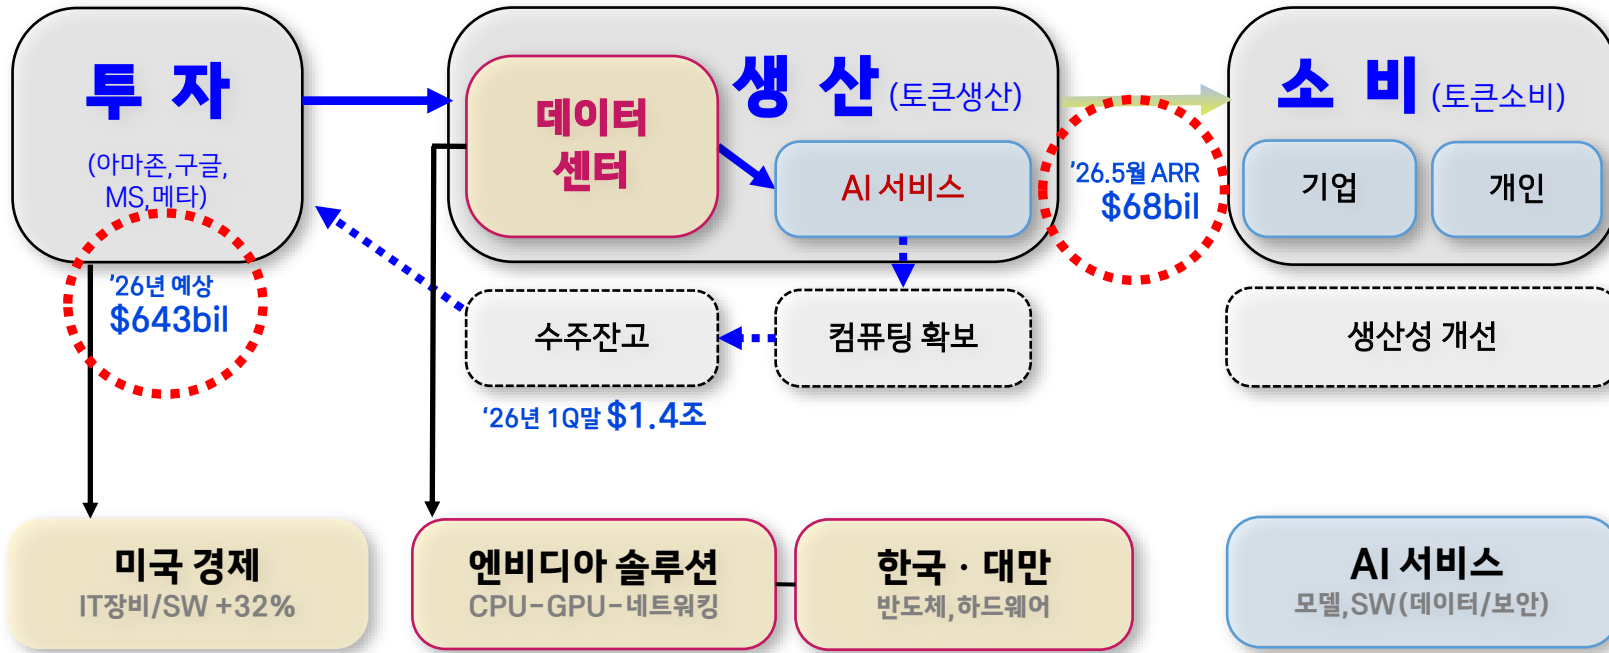 투 자
(아마존,구글,
MS,메타)
'26년 예상
$643bil
생 산 (토큰생산)
데이터
센터
AI 서비스
'26.5월 ARR
$68bil
소 비 (토큰소비)
기업
개인
수주잔고
컴퓨팅 확보
생산성 개선
'26년 1Q말 $1.4조
미국 경제
IT장비/SW +32%
엔비디아 솔루션
CPU-GPU-네트워킹
한국 · 대만
반도체,하드웨어
AI 서비스
모델,SW(데이터/보안)